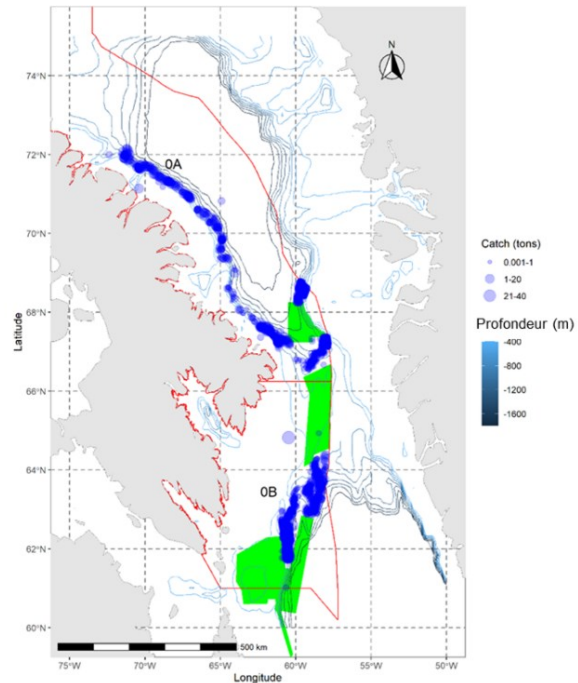 N
74°N
72°N
70°N
68°N
66°N
64°N
62°N
60°N
Latitude
0A
0B
500 km
75°W
70°W
65°W
60°W
55°W
50°W
Longitude
Catch (tons)
0.001-1
1-20
21-40
Profondeur (m)
-400
-800
-1200
-1600